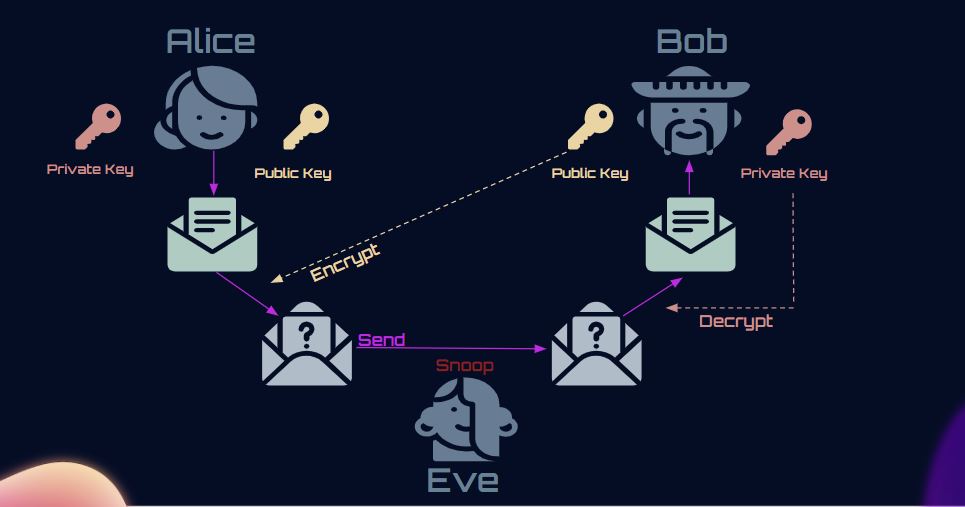 Alice
Bob
Private Key
Public Key
Public Key
Private Key
Encrypt
?
?
Send
Decrypt
Snoop
Eve